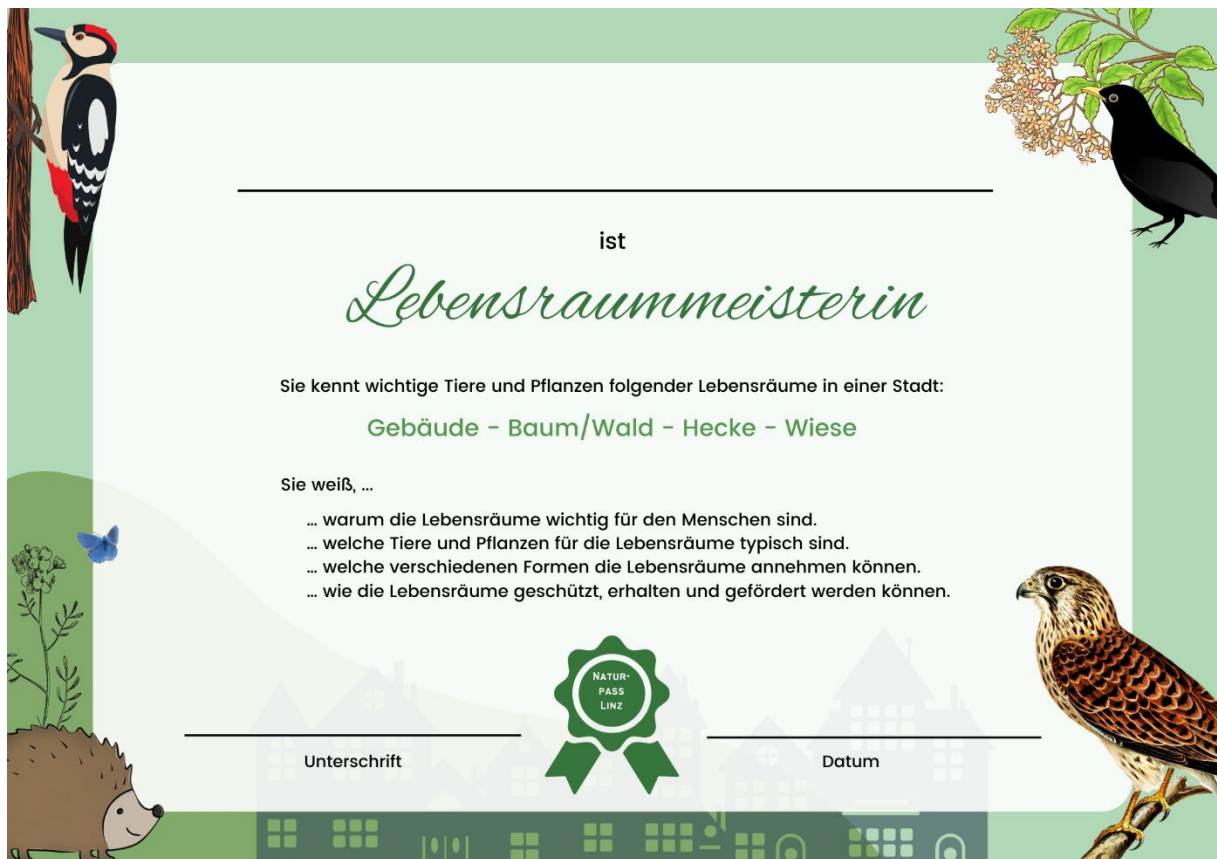 ist
Lebensraummeisterin
Sie kennt wichtige Tiere und Pflanzen folgender Lebensräume in einer Stadt:
Gebäude - Baum/Wald - Hecke - Wiese
Sie weiß, ...
... warum die Lebensräume wichtig für den Menschen sind.
... welche Tiere und Pflanzen für die Lebensräume typisch sind.
... welche verschiedenen Formen die Lebensräume annehmen können.
... wie die Lebensräume geschützt, erhalten und gefördert werden können.
NATUR-
PASS
LINZ
Unterschrift
Datum